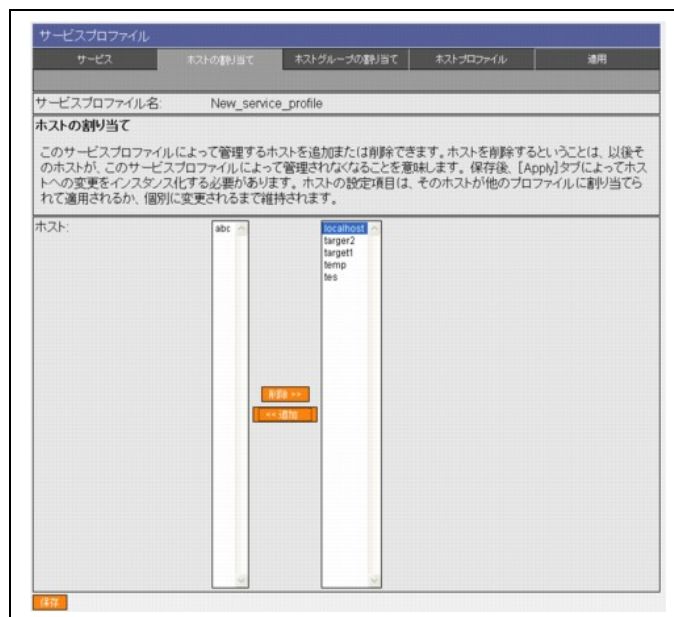 サービスプロファイル
サービス ホストの割り当て ホストグループの割り当て ホストプロファイル 適用
サービスプロファイル名: New_service_profile
ホストの割り当て
このサービスプロファイルによって管理するホストを追加または削除できます。ホストを削除するということは、以後そ
のホストが、このサービスプロファイルによって管理されなくなることを意味します。保存後、[Apply]タブによってホス
トへの変更をインスタンス化する必要があります。ホストの設定項目は、そのホストが他のプロファイルに割り当てら
れて適用されるか、個別に変更されるまで維持されます。
ホスト: abc localhost
targer2
target1
temp
tes
削除 >>
<< 追加
保存